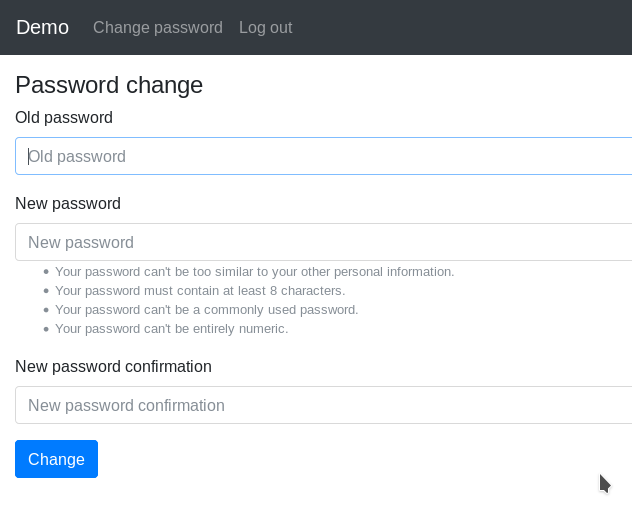 Demo Change password Log out
Password change
Old password
Old password
New password
New password
Your password can't be too similar to your other personal information.
Your password must contain at least 8 characters.
Your password can't be a commonly used password.
Your password can't be entirely numeric.
New password confirmation
New password confirmation
Change